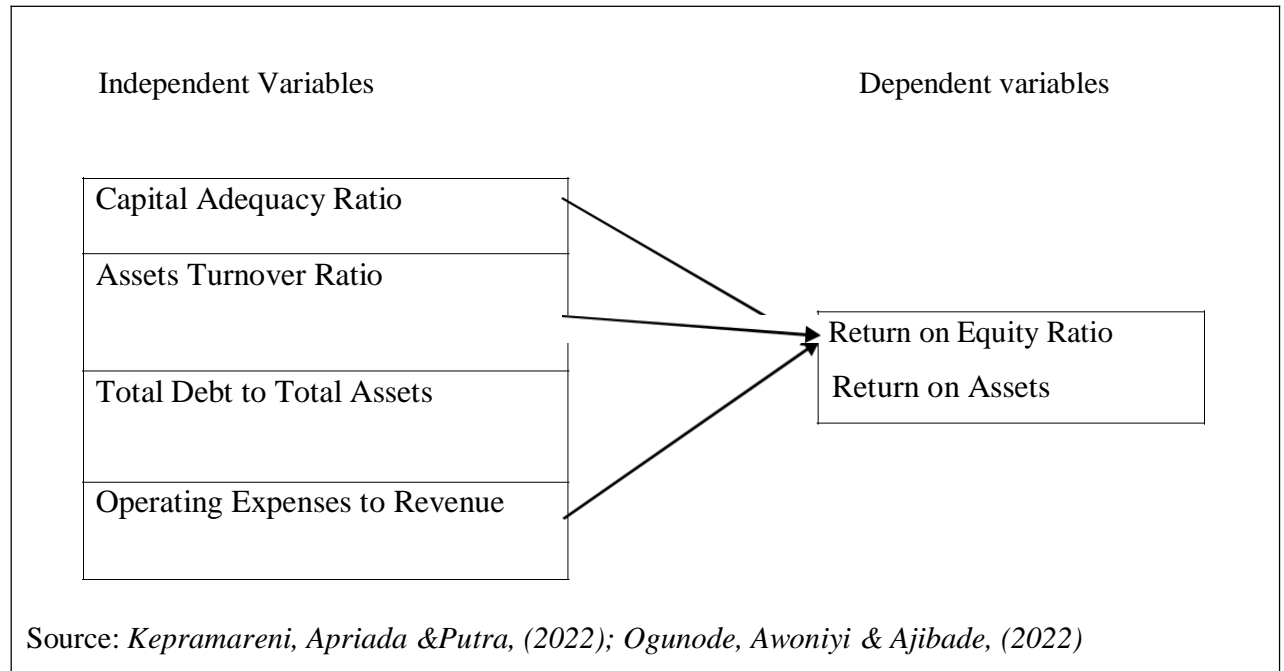 Independent Variables
Dependent variables
Capital Adequacy Ratio
Assets Turnover Ratio
Total Debt to Total Assets
Operating Expenses to Revenue
Return on Equity Ratio
Return on Assets
Source: Kepramareni, Apriada &Putra, (2022); Ogunode, Awoniyi & Ajibade, (2022)